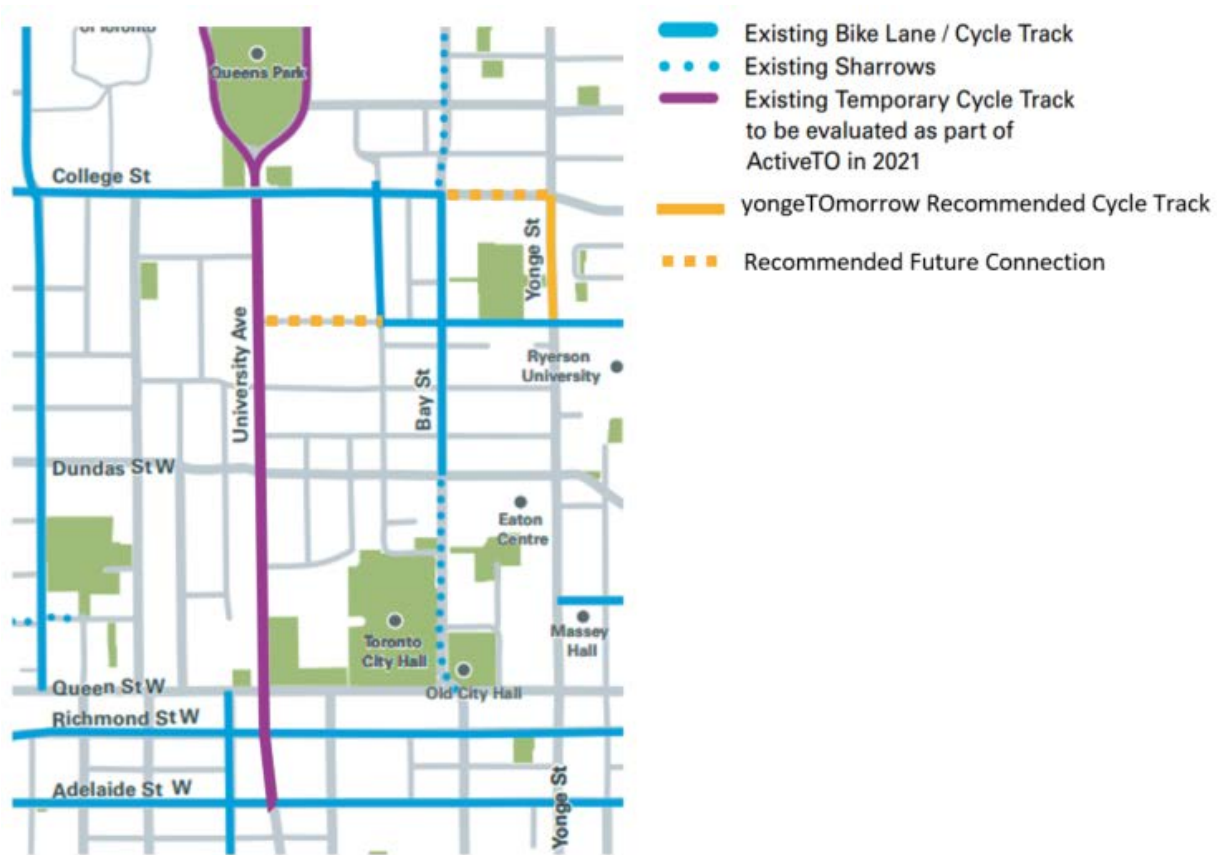 of Toronto
Queens Park
College St
Yonge St
University Ave
Ryerson
University
Bay St
Dundas St W
Eaton
Centre
Toronto
City Hall
Massey
Hall
Old City Hall
Queen St W
Richmond St W
Adelaide St W
Yonge St
Existing Bike Lane / Cycle Track
Existing Sharrows
Existing Temporary Cycle Track
to be evaluated as part of
ActiveTO in 2021
yongeTOmorrow Recommended Cycle Track
Recommended Future Connection